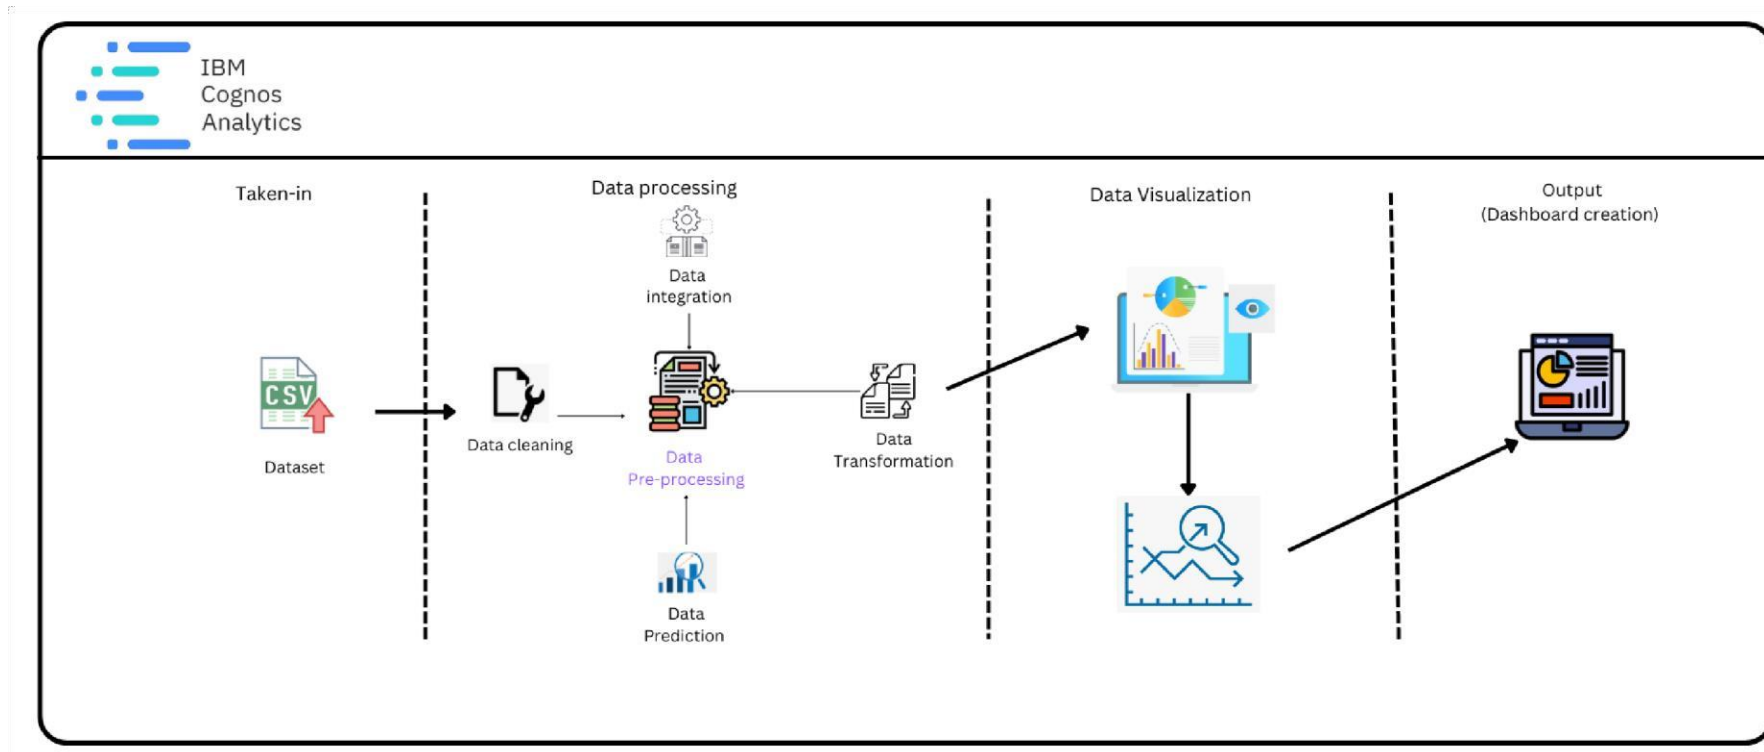 IBM
Cognos
Analytics
Taken-in
Data processing
Data Visualization
Output
(Dashboard creation)
Data
integration
CSV
Dataset
Data cleaning
Data
Pre-processing
Data
Transformation
Data
Prediction